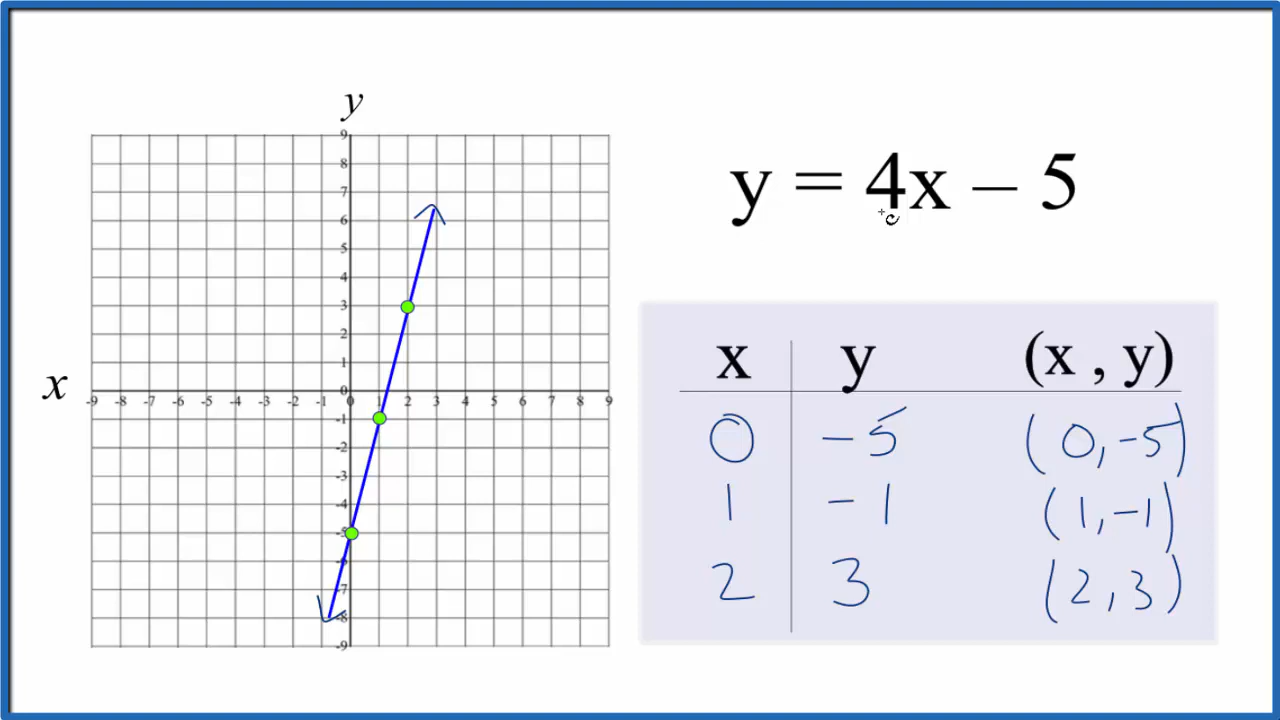 y
9
8
7
6
5
4
3
2
1
0
x
-9 -8 -7 -6 -5 -4 -3 -2 -1 0 2 3 4 5 6 7 8 9
-1
-2
-3
-4
-5
-6
-7
-8
-9
y = 4x – 5
x y (x , y)
0 -5 (0, -5)
1 -1 (1, -1)
2 3 (2, 3)